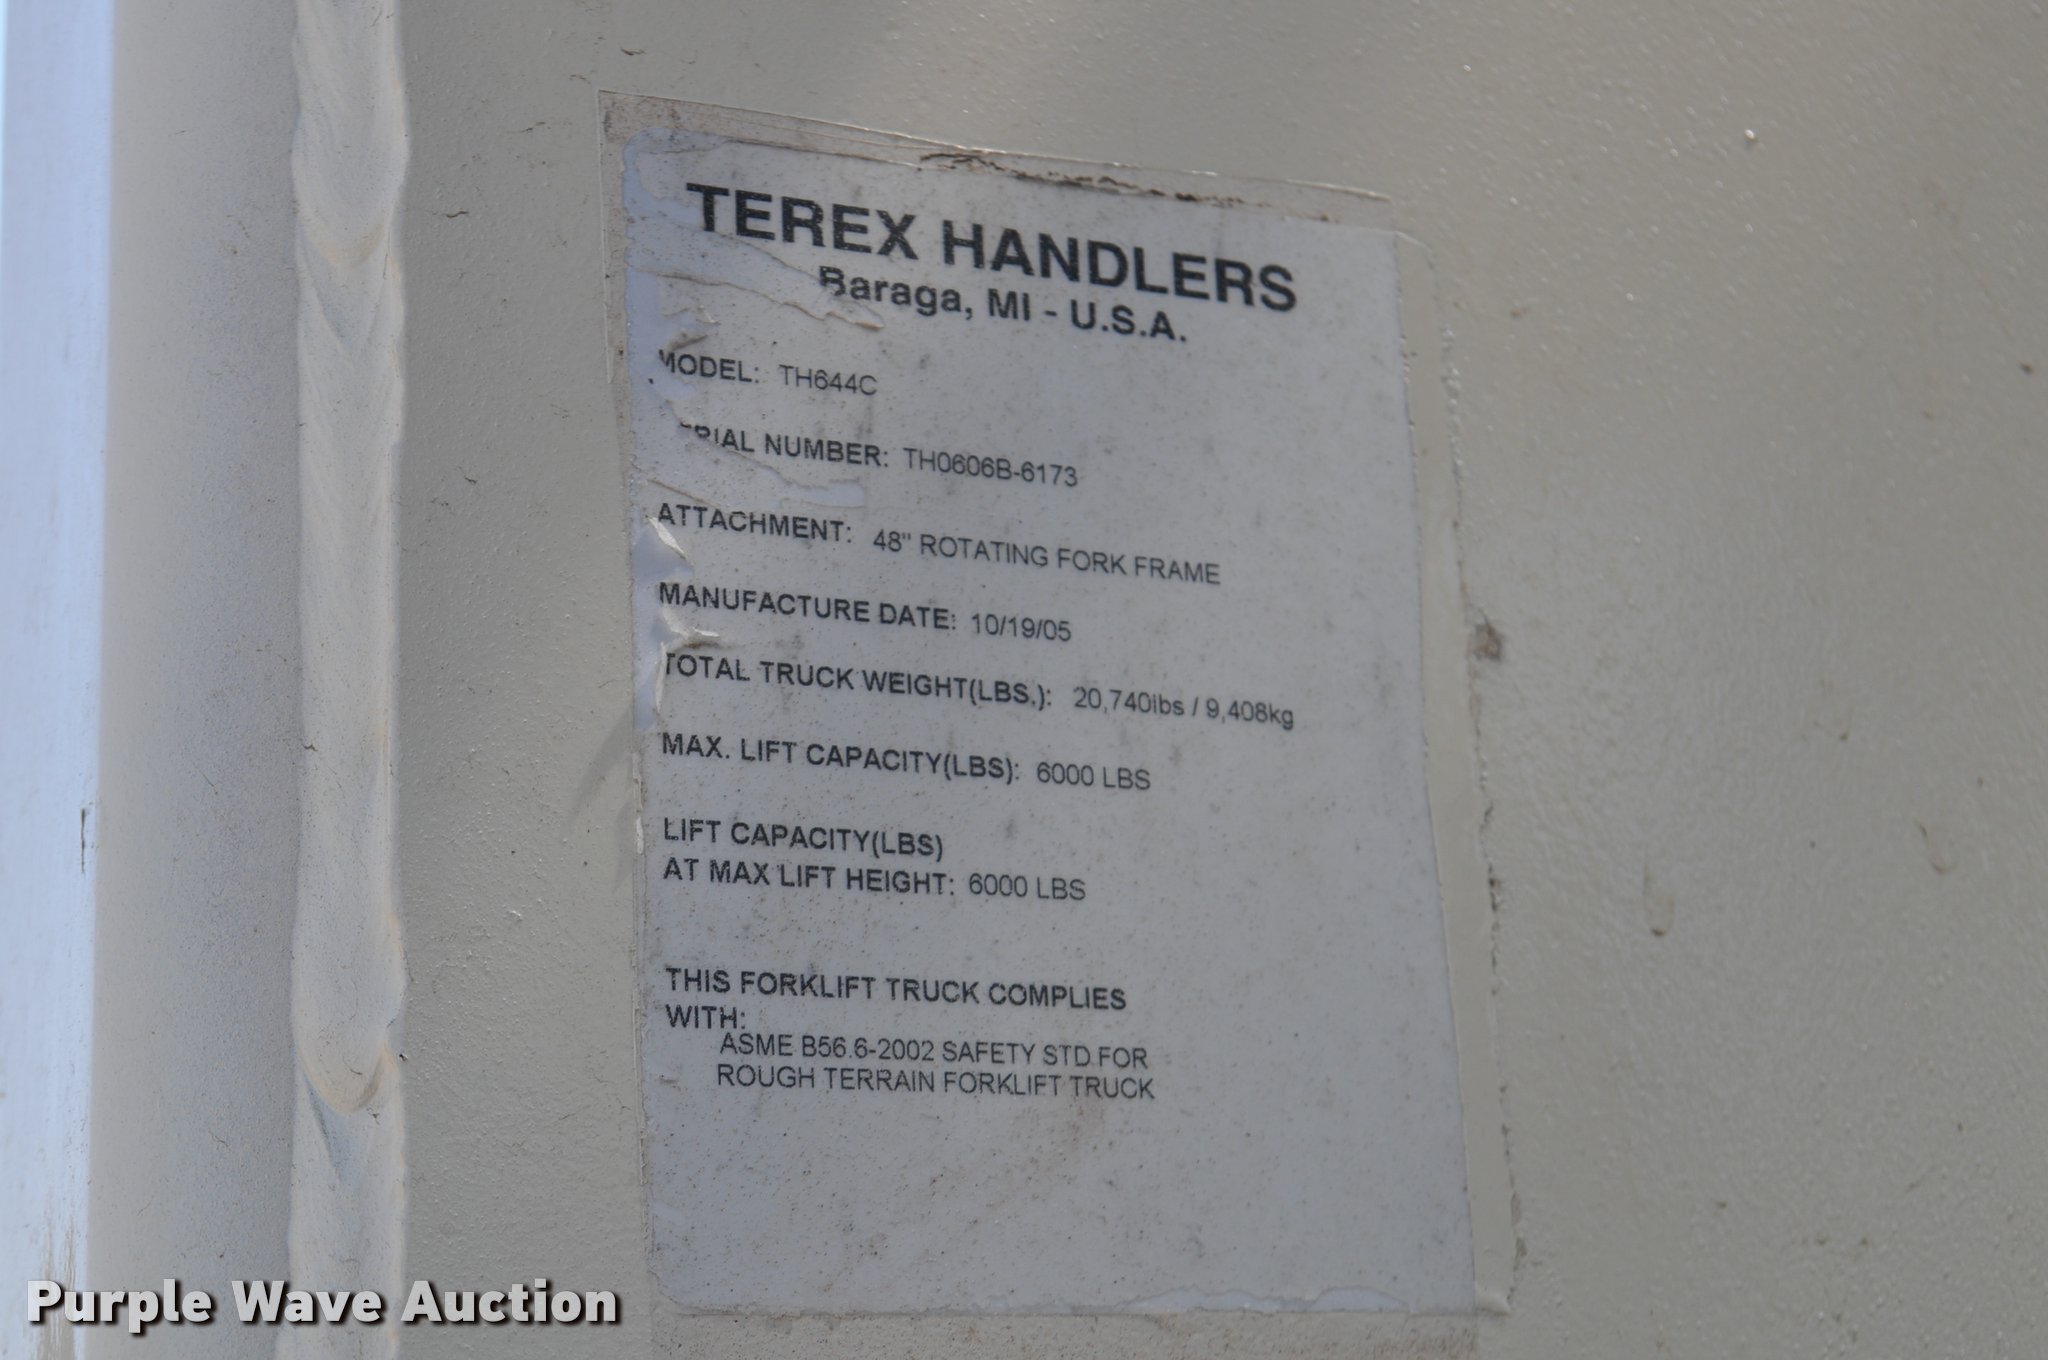 TEREX HANDLERS
Baraga, MI - U.S.A.
MODEL: TH644C
SERIAL NUMBER: TH0606B-6173
ATTACHMENT: 48" ROTATING FORK FRAME
MANUFACTURE DATE: 10/19/05
TOTAL TRUCK WEIGHT(LBS.): 20,740lbs / 9,408kg
MAX. LIFT CAPACITY(LBS): 6000 LBS
LIFT CAPACITY(LBS)
AT MAX LIFT HEIGHT: 6000 LBS
THIS FORKLIFT TRUCK COMPLIES
WITH:
ASME B56.6-2002 SAFETY STD FOR
ROUGH TERRAIN FORKLIFT TRUCK
Purple Wave Auction